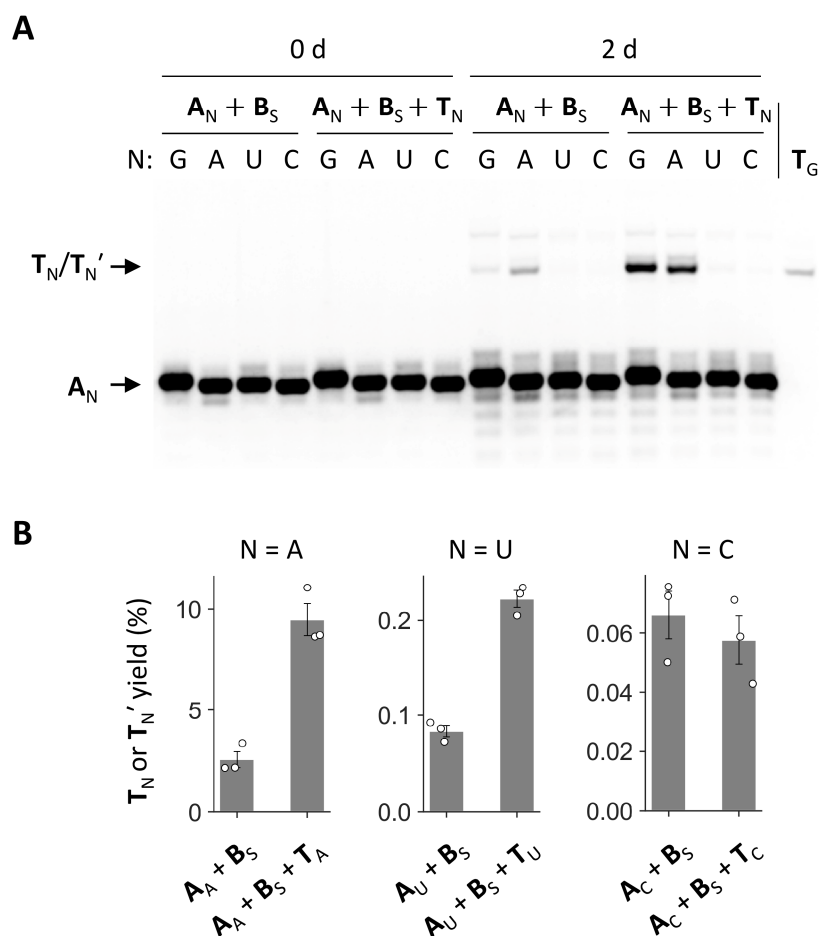 A
0 d 2 d
A_N + B_S A_N + B_S + T_N A_N + B_S A_N + B_S + T_N
N: G A U C G A U C G A U C G A U C T_G
T_N/T_N′
A_N
B
N = A N = U N = C
T_N or T_N′ yield (%)
10
5
0
0.2
0.1
0.0
0.06
0.04
0.02
0.00
A_A + B_S
A_A + B_S + T_A
A_U + B_S
A_U + B_S + T_U
A_C + B_S
A_C + B_S + T_C